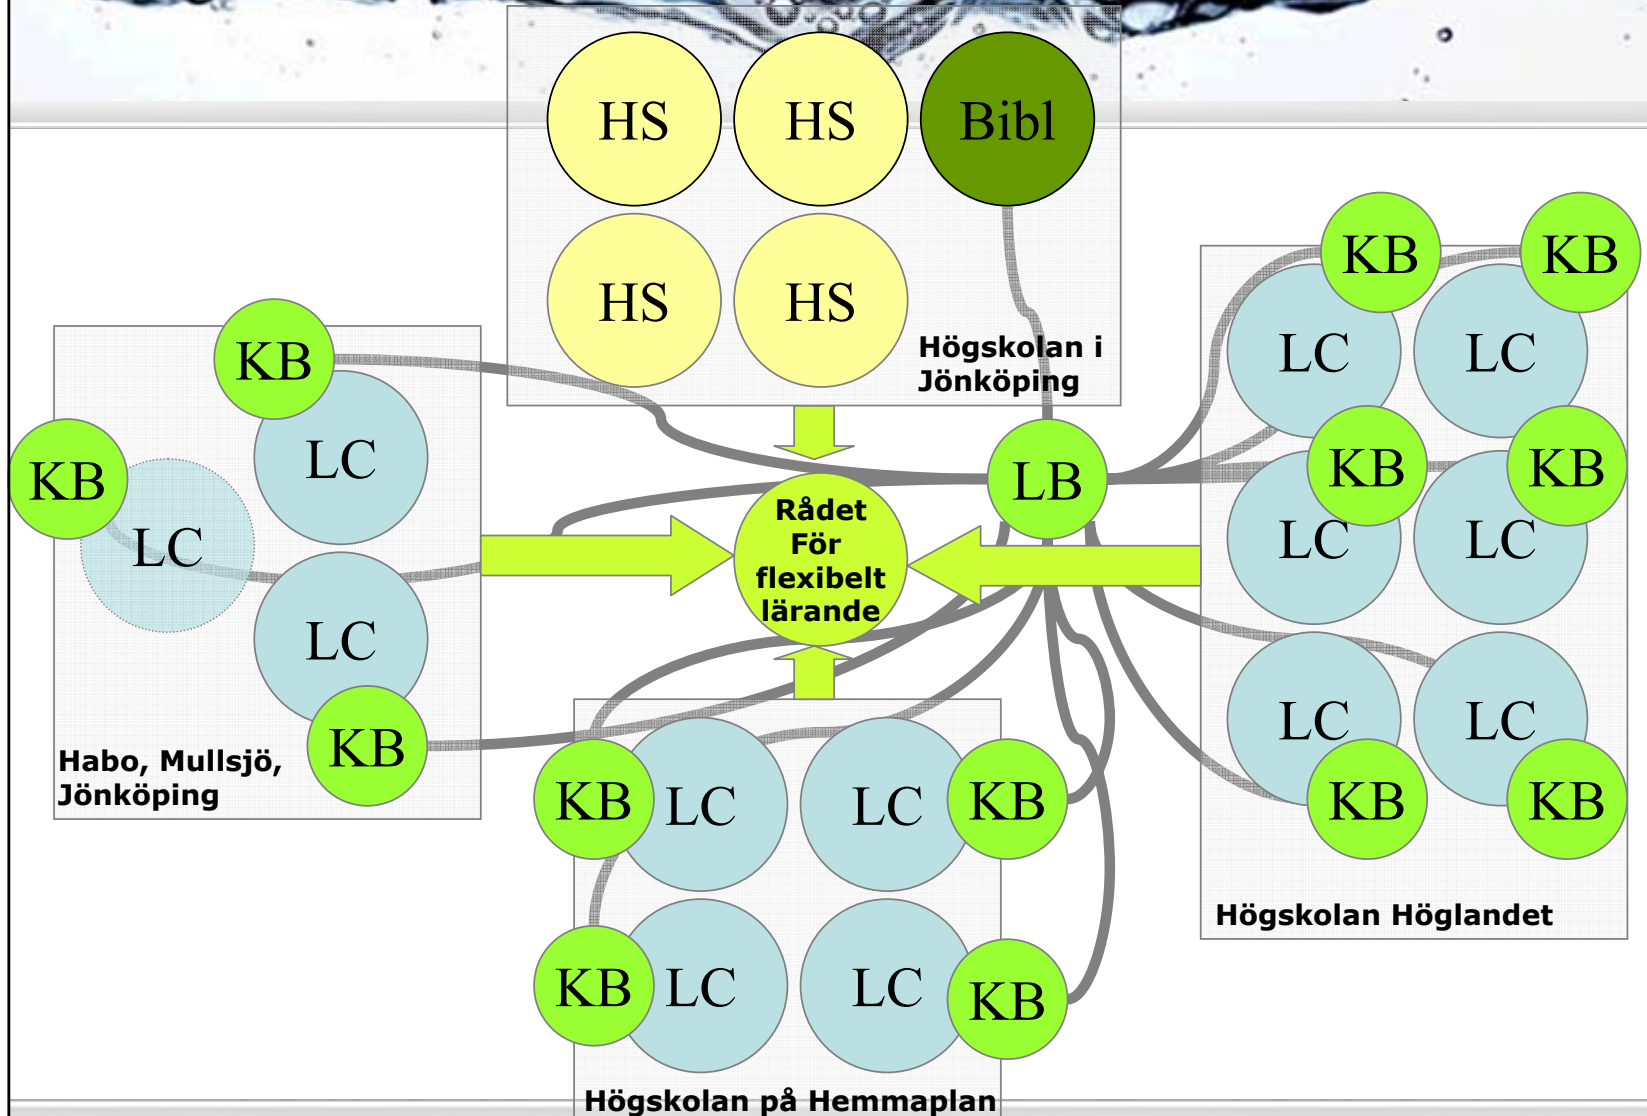 HS
HS
Bibl
HS
HS
Högskolan i
Jönköping
KB
LC
KB
LC
LC
KB
Habo, Mullsjö,
Jönköping
LB
Rådet
För
flexibelt
lärande
KB
KB
LC
LC
KB
KB
LC
LC
LC
LC
KB
KB
Högskolan Höglandet
KB
LC
LC
KB
KB
LC
LC
KB
Högskolan på Hemmaplan